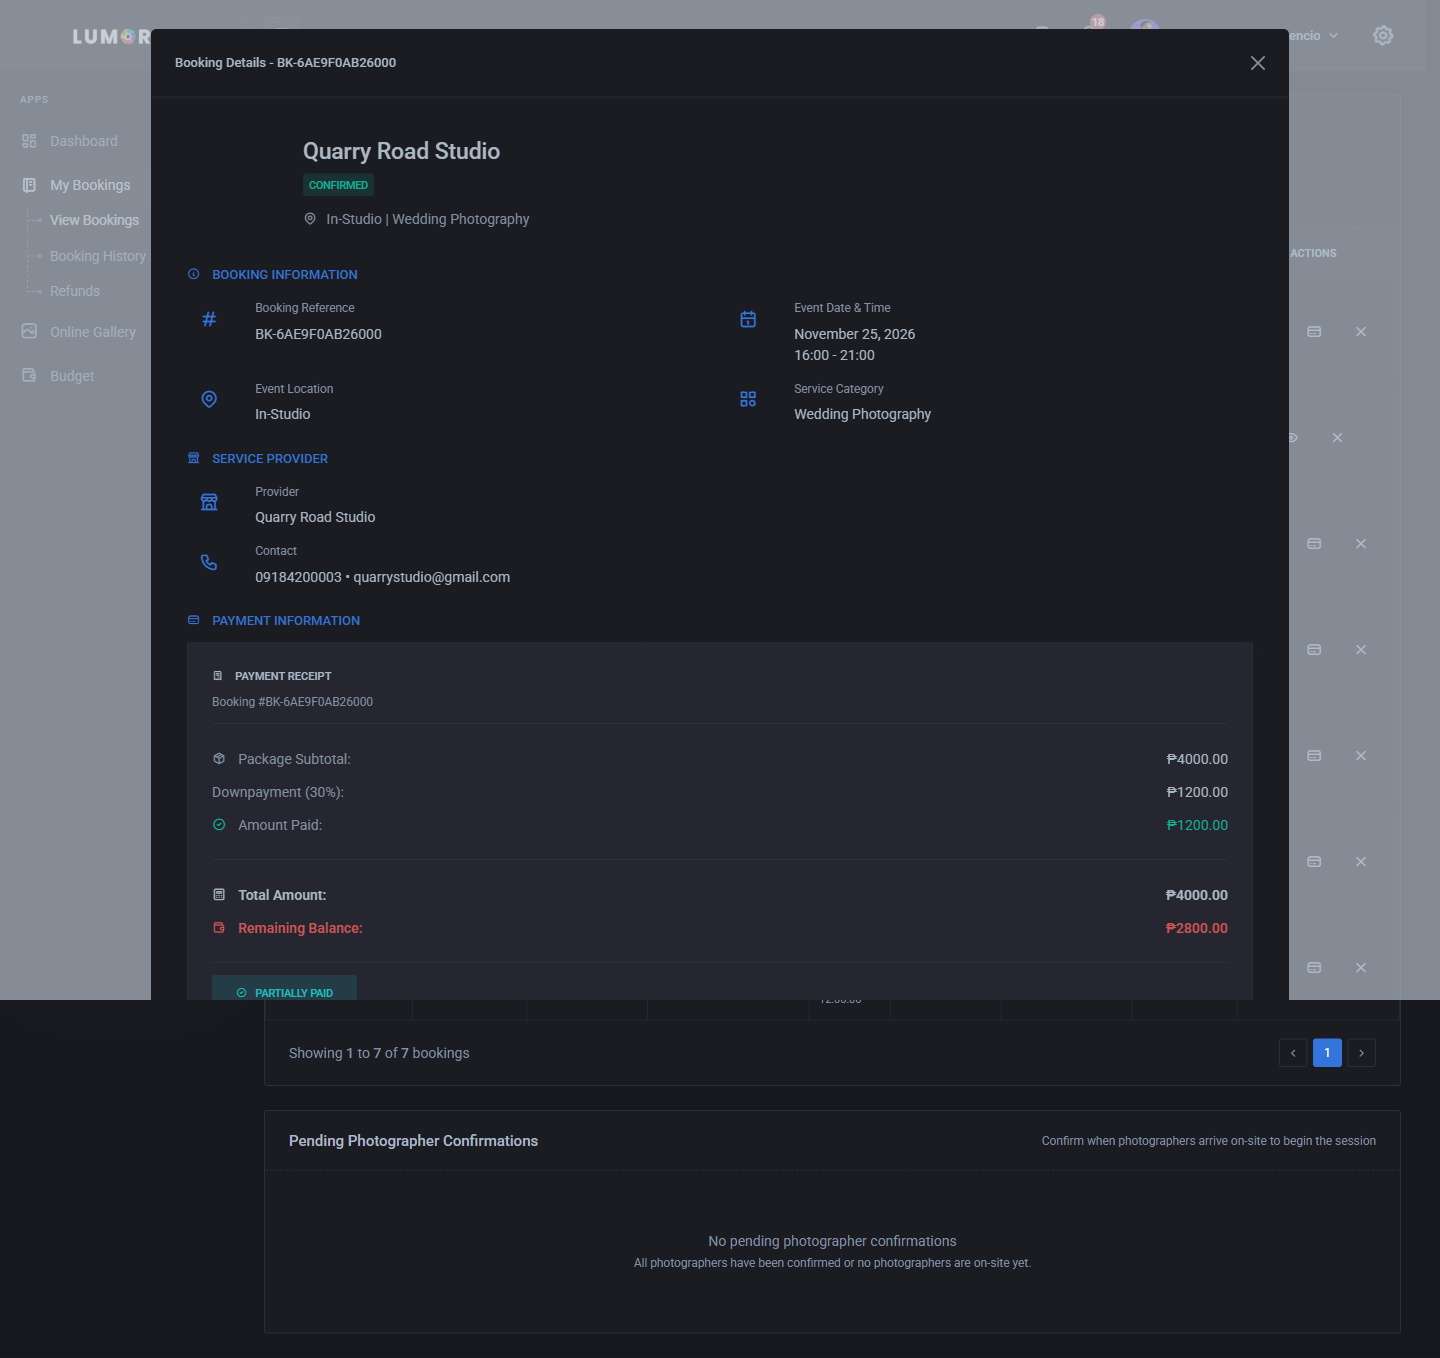 LUMOR
18
encio
Booking Details - BK-6AE9F0AB26000
APPS
Dashboard
My Bookings
View Bookings
Booking History
Refunds
Online Gallery
Budget
ACTIONS
Quarry Road Studio
CONFIRMED
In-Studio | Wedding Photography
BOOKING INFORMATION
Booking Reference
BK-6AE9F0AB26000
Event Date & Time
November 25, 2026
16:00 - 21:00
Event Location
In-Studio
Service Category
Wedding Photography
SERVICE PROVIDER
Provider
Quarry Road Studio
Contact
09184200003 • quarrystudio@gmail.com
PAYMENT INFORMATION
PAYMENT RECEIPT
Booking #BK-6AE9F0AB26000
Package Subtotal: ₱4000.00
Downpayment (30%): ₱1200.00
Amount Paid: ₱1200.00
Total Amount: ₱4000.00
Remaining Balance: ₱2800.00
PARTIALLY PAID
Showing 1 to 7 of 7 bookings
1
Pending Photographer Confirmations
Confirm when photographers arrive on-site to begin the session
No pending photographer confirmations
All photographers have been confirmed or no photographers are on-site yet.